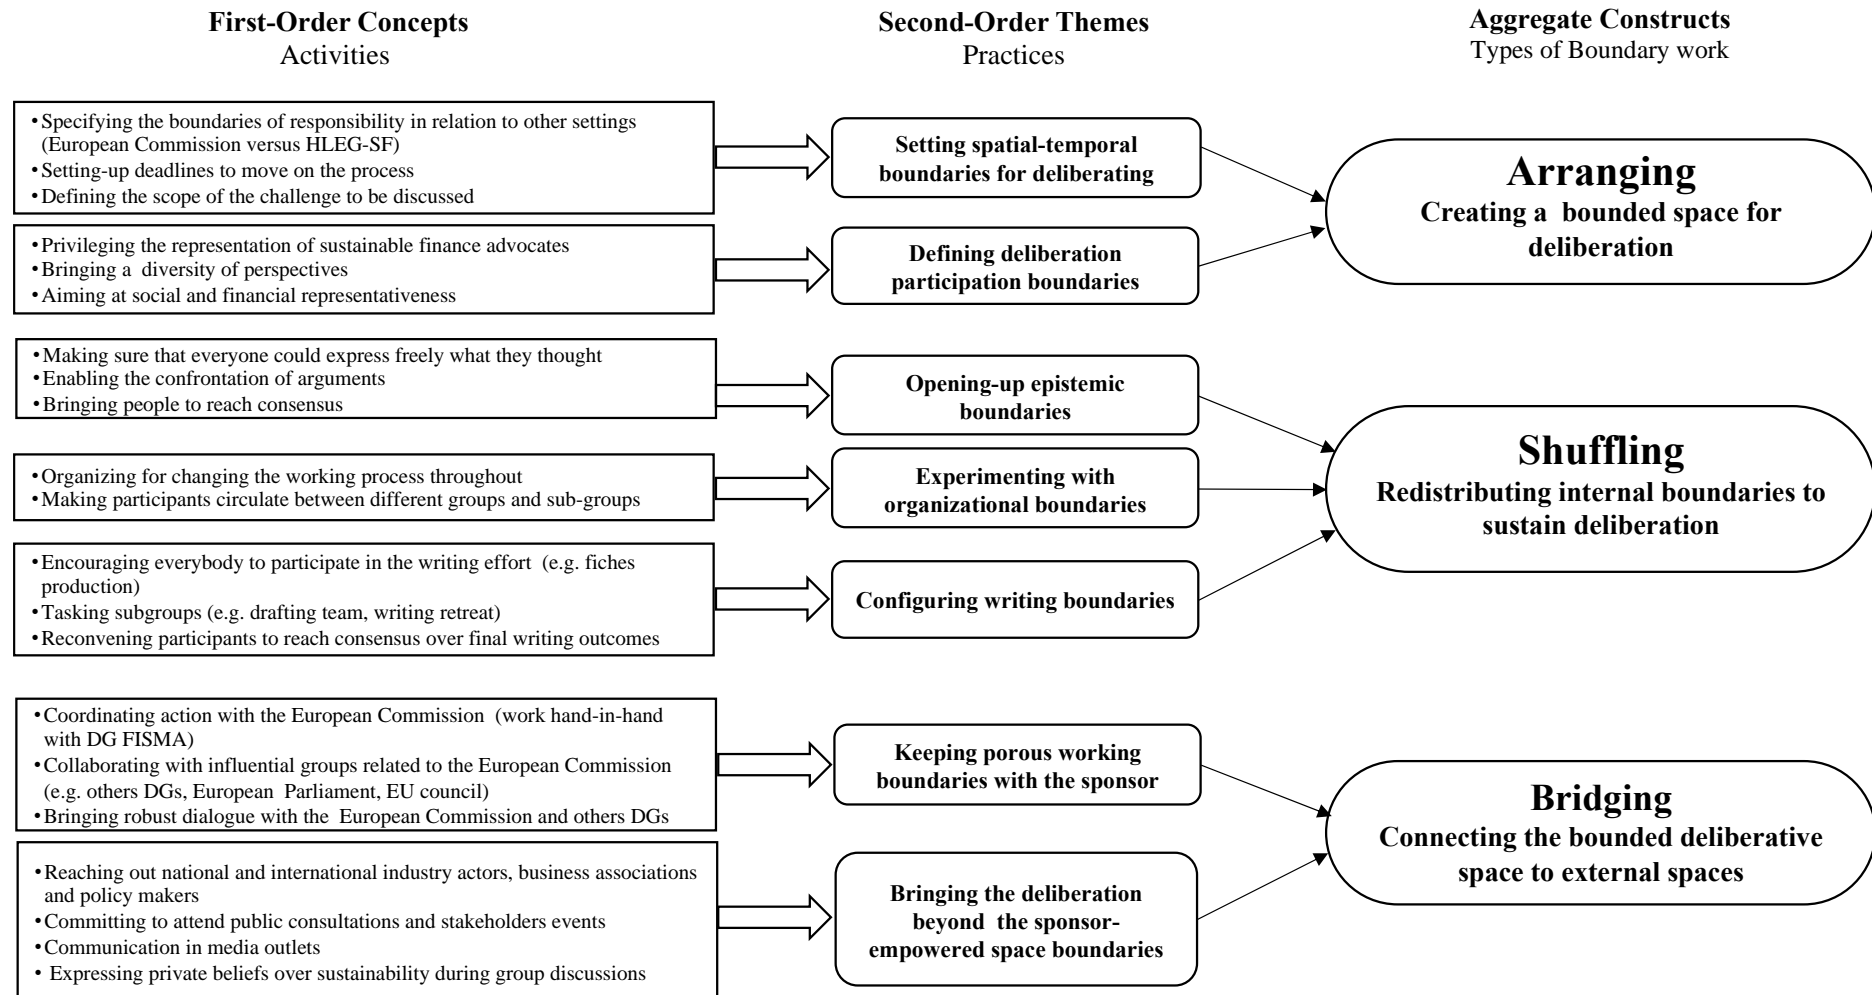 First-Order Concepts
Activities
Second-Order Themes
Practices
Aggregate Constructs
Types of Boundary work
•Specifying the boundaries of responsibility in relation to other settings
(European Commission versus HLEG-SF)
•Setting-up deadlines to move on the process
•Defining the scope of the challenge to be discussed
Setting spatial-temporal
boundaries for deliberating
•Privileging the representation of sustainable finance advocates
•Bringing a diversity of perspectives
•Aiming at social and financial representativeness
Defining deliberation
participation boundaries
Arranging
Creating a bounded space for
deliberation
•Making sure that everyone could express freely what they thought
•Enabling the confrontation of arguments
•Bringing people to reach consensus
Opening-up epistemic
boundaries
•Organizing for changing the working process throughout
•Making participants circulate between different groups and sub-groups
Experimenting with
organizational boundaries
•Encouraging everybody to participate in the writing effort (e.g. fiches
production)
•Tasking subgroups (e.g. drafting team, writing retreat)
•Reconvening participants to reach consensus over final writing outcomes
Configuring writing boundaries
Shuffling
Redistributing internal boundaries to
sustain deliberation
•Coordinating action with the European Commission (work hand-in-hand
with DG FISMA)
•Collaborating with influential groups related to the European Commission
(e.g. others DGs, European Parliament, EU council)
•Bringing robust dialogue with the European Commission and others DGs
Keeping porous working
boundaries with the sponsor
•Reaching out national and international industry actors, business associations
and policy makers
•Committing to attend public consultations and stakeholders events
•Communication in media outlets
• Expressing private beliefs over sustainability during group discussions
Bringing the deliberation
beyond the sponsor-
empowered space boundaries
Bridging
Connecting the bounded deliberative
space to external spaces